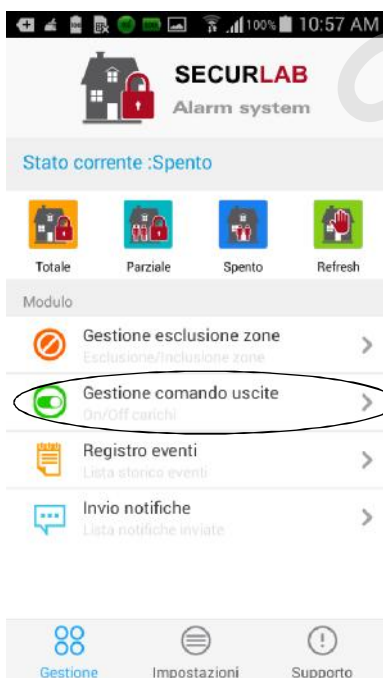 100% 10:57 AM
SECURLAB
Alarm system
Stato corrente :Spento
Totale Parziale Spento Refresh
Modulo
Gestione esclusione zone
Esclusione/Inclusione zone
Gestione comando uscite
On/Off carichi
Registro eventi
Lista storico eventi
Invio notifiche
Lista notifiche inviate
Gestione Impostazioni Supporto